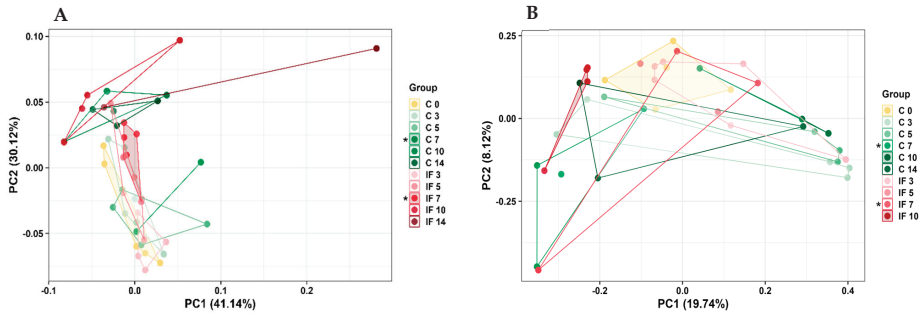 A
PC2 (30.12%)
0.10
0.05
0.00
-0.05
-0.1
0.0
0.1
0.2
PC1 (41.14%)
Group
C 0
C 3
C 5
* C 7
C 10
C 14
IF 3
IF 5
* IF 7
IF 10
IF 14
B
PC2 (8.12%)
0.25
0.00
-0.25
-0.2
0.0
0.2
0.4
PC1 (19.74%)
Group
C 0
C 3
C 5
* C 7
C 10
C 14
IF 3
IF 5
* IF 7
IF 10